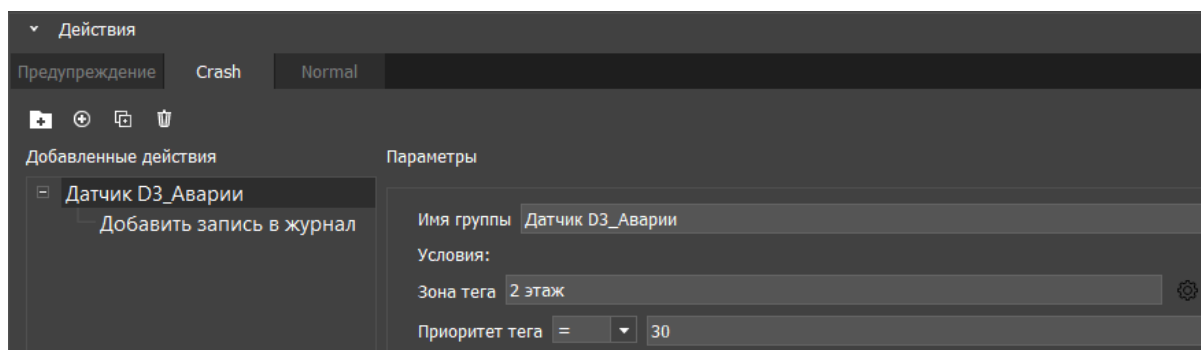 Действия
Предупреждение Crash Normal
Добавленные действия Параметры
Датчик D3_Аварии
Добавить запись в журнал
Имя группы Датчик D3_Аварии
Условия:
Зона тега 2 этаж
Приоритет тега = 30